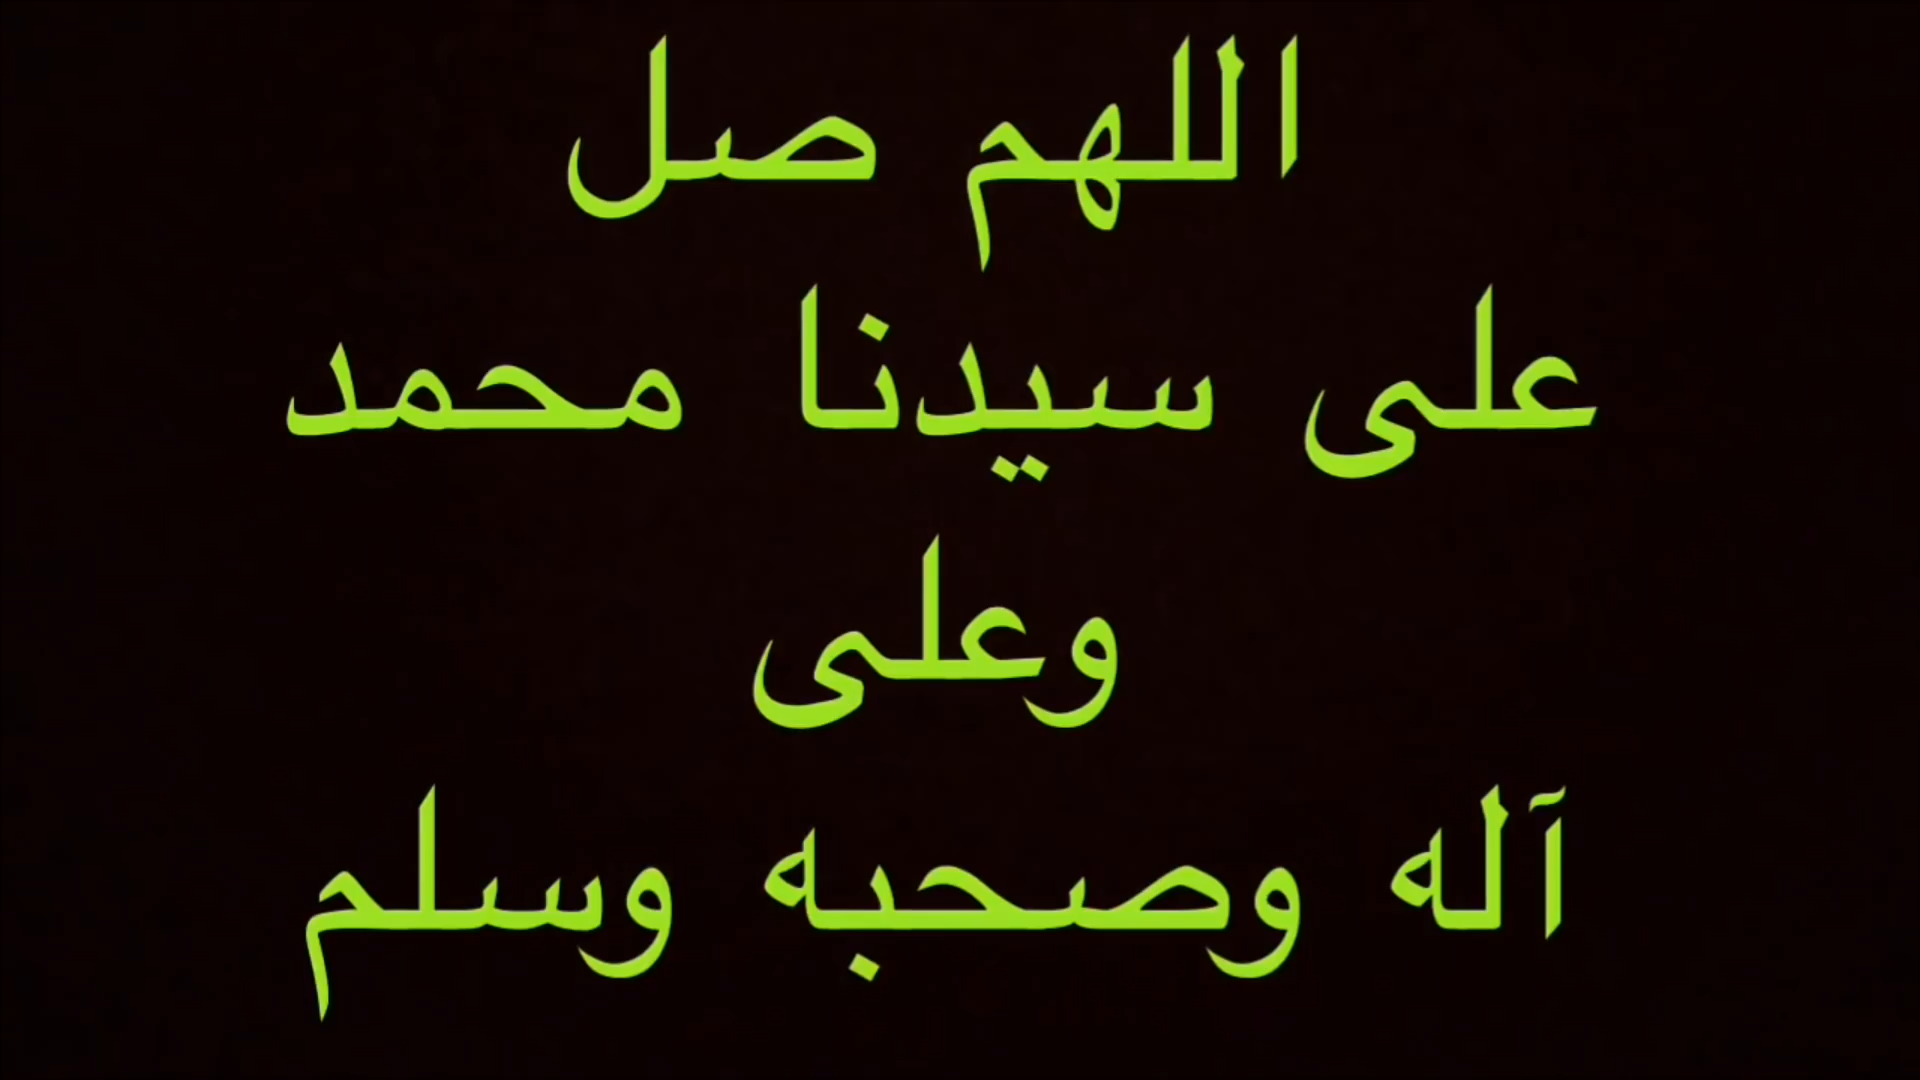 اللهم صل
على سيدنا محمد
وعلى
آله وصحبه وسلم